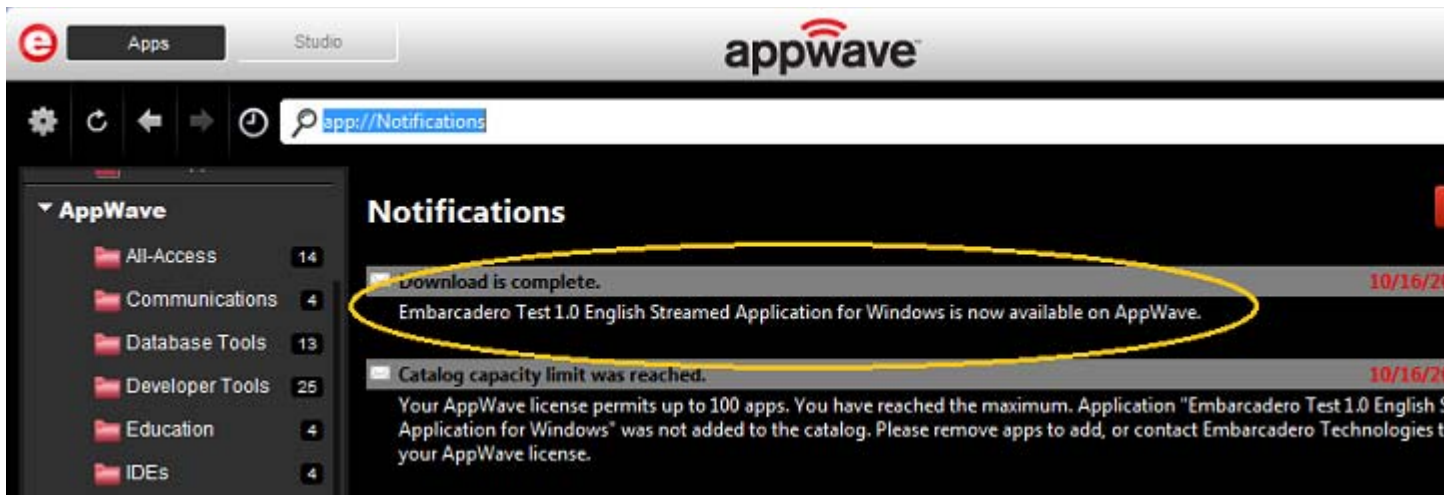 e
Apps
Studio
appwave™
app://Notifications
AppWave
All-Access 14
Communications 4
Database Tools 13
Developer Tools 25
Education 4
IDEs 4
Notifications
Download is complete. 10/16/20
Embarcadero Test 1.0 English Streamed Application for Windows is now available on AppWave.
Catalog capacity limit was reached. 10/16/20
Your AppWave license permits up to 100 apps. You have reached the maximum. Application "Embarcadero Test 1.0 English S
Application for Windows" was not added to the catalog. Please remove apps to add, or contact Embarcadero Technologies t
your AppWave license.